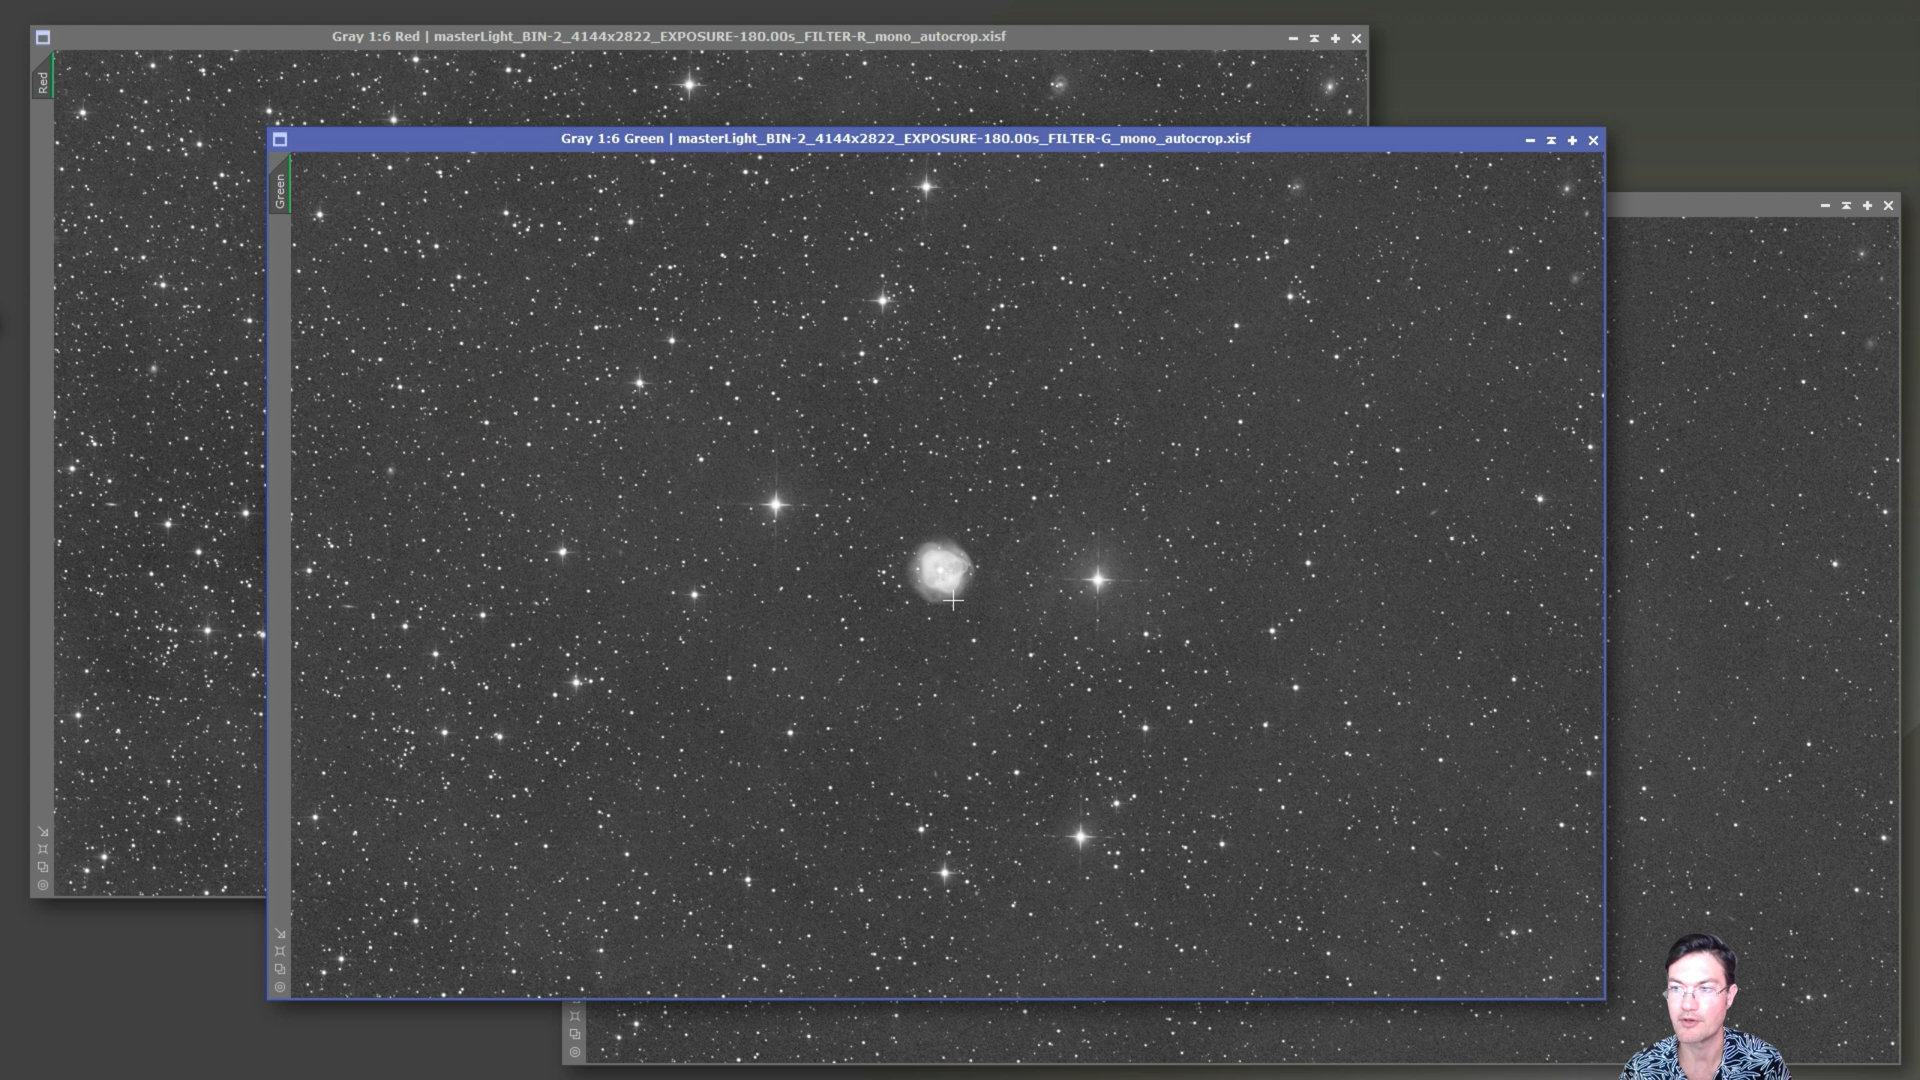 Gray 1:6 Red | masterLight_BIN-2_4144x2822_EXPOSURE-180.00s_FILTER-R_mono_autocrop.xisf
Red
Gray 1:6 Green | masterLight_BIN-2_4144x2822_EXPOSURE-180.00s_FILTER-G_mono_autocrop.xisf
Green